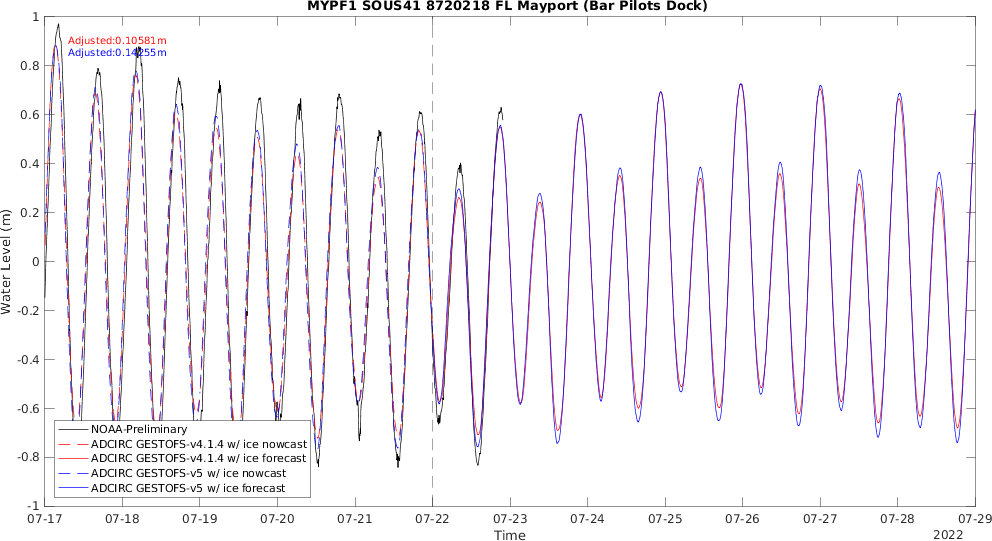 MYPF1 SOUS41 8720218 FL Mayport (Bar Pilots Dock)
Adjusted:0.10581m
Adjusted:0.14255m
Water Level (m)
1
0.8
0.6
0.4
0.2
0
-0.2
-0.4
-0.6
-0.8
-1
NOAA-Preliminary
ADCIRC GESTOFS-v4.1.4 w/ ice nowcast
ADCIRC GESTOFS-v4.1.4 w/ ice forecast
ADCIRC GESTOFS-v5 w/ ice nowcast
ADCIRC GESTOFS-v5 w/ ice forecast
07-17 07-18 07-19 07-20 07-21 07-22 07-23 07-24 07-25 07-26 07-27 07-28 07-29
Time
2022